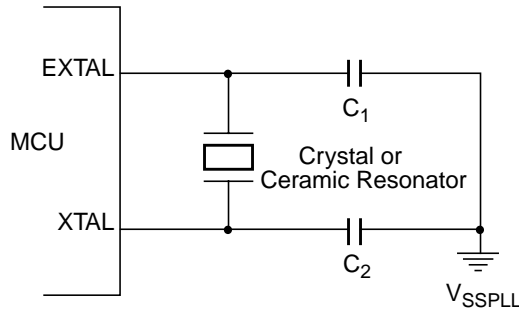 EXTAL
C1
MCU
Crystal or
Ceramic Resonator
XTAL
C2
VSSPLL